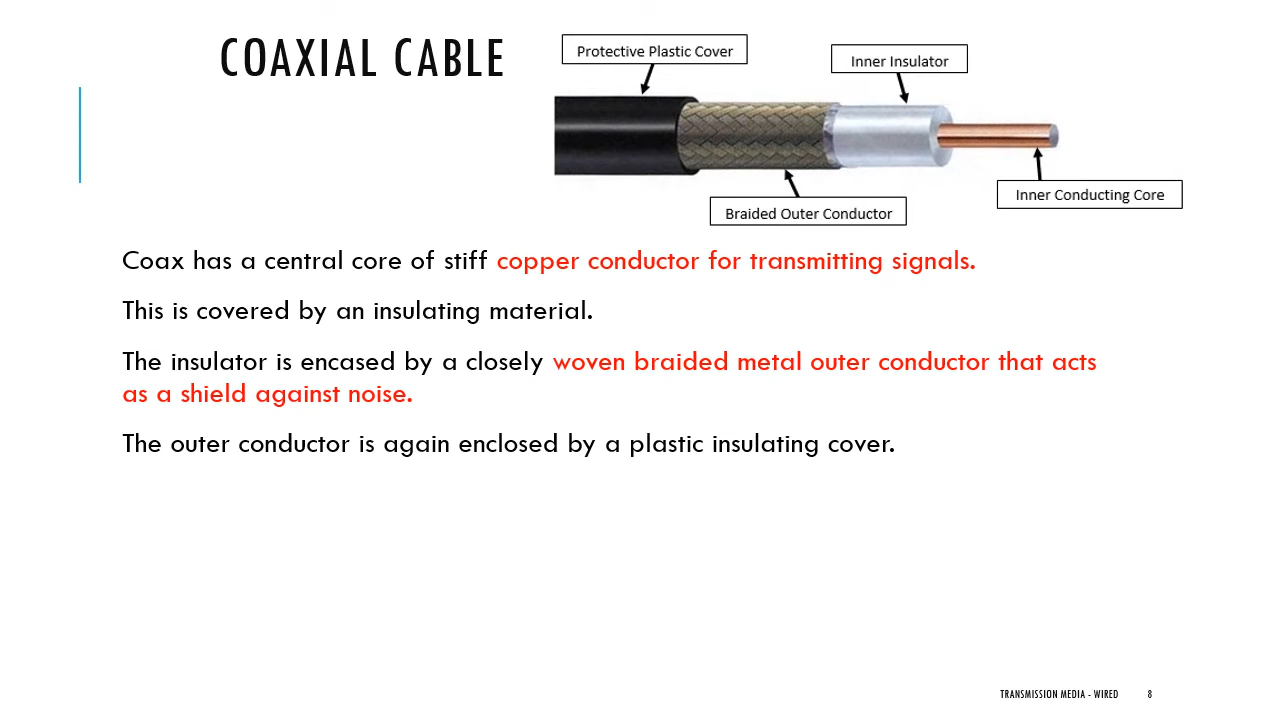 COAXIAL CABLE
Protective Plastic Cover
Inner Insulator
Braided Outer Conductor
Inner Conducting Core
Coax has a central core of stiff copper conductor for transmitting signals.
This is covered by an insulating material.
The insulator is encased by a closely woven braided metal outer conductor that acts
as a shield against noise.
The outer conductor is again enclosed by a plastic insulating cover.
TRANSMISSION MEDIA - WIRED 8